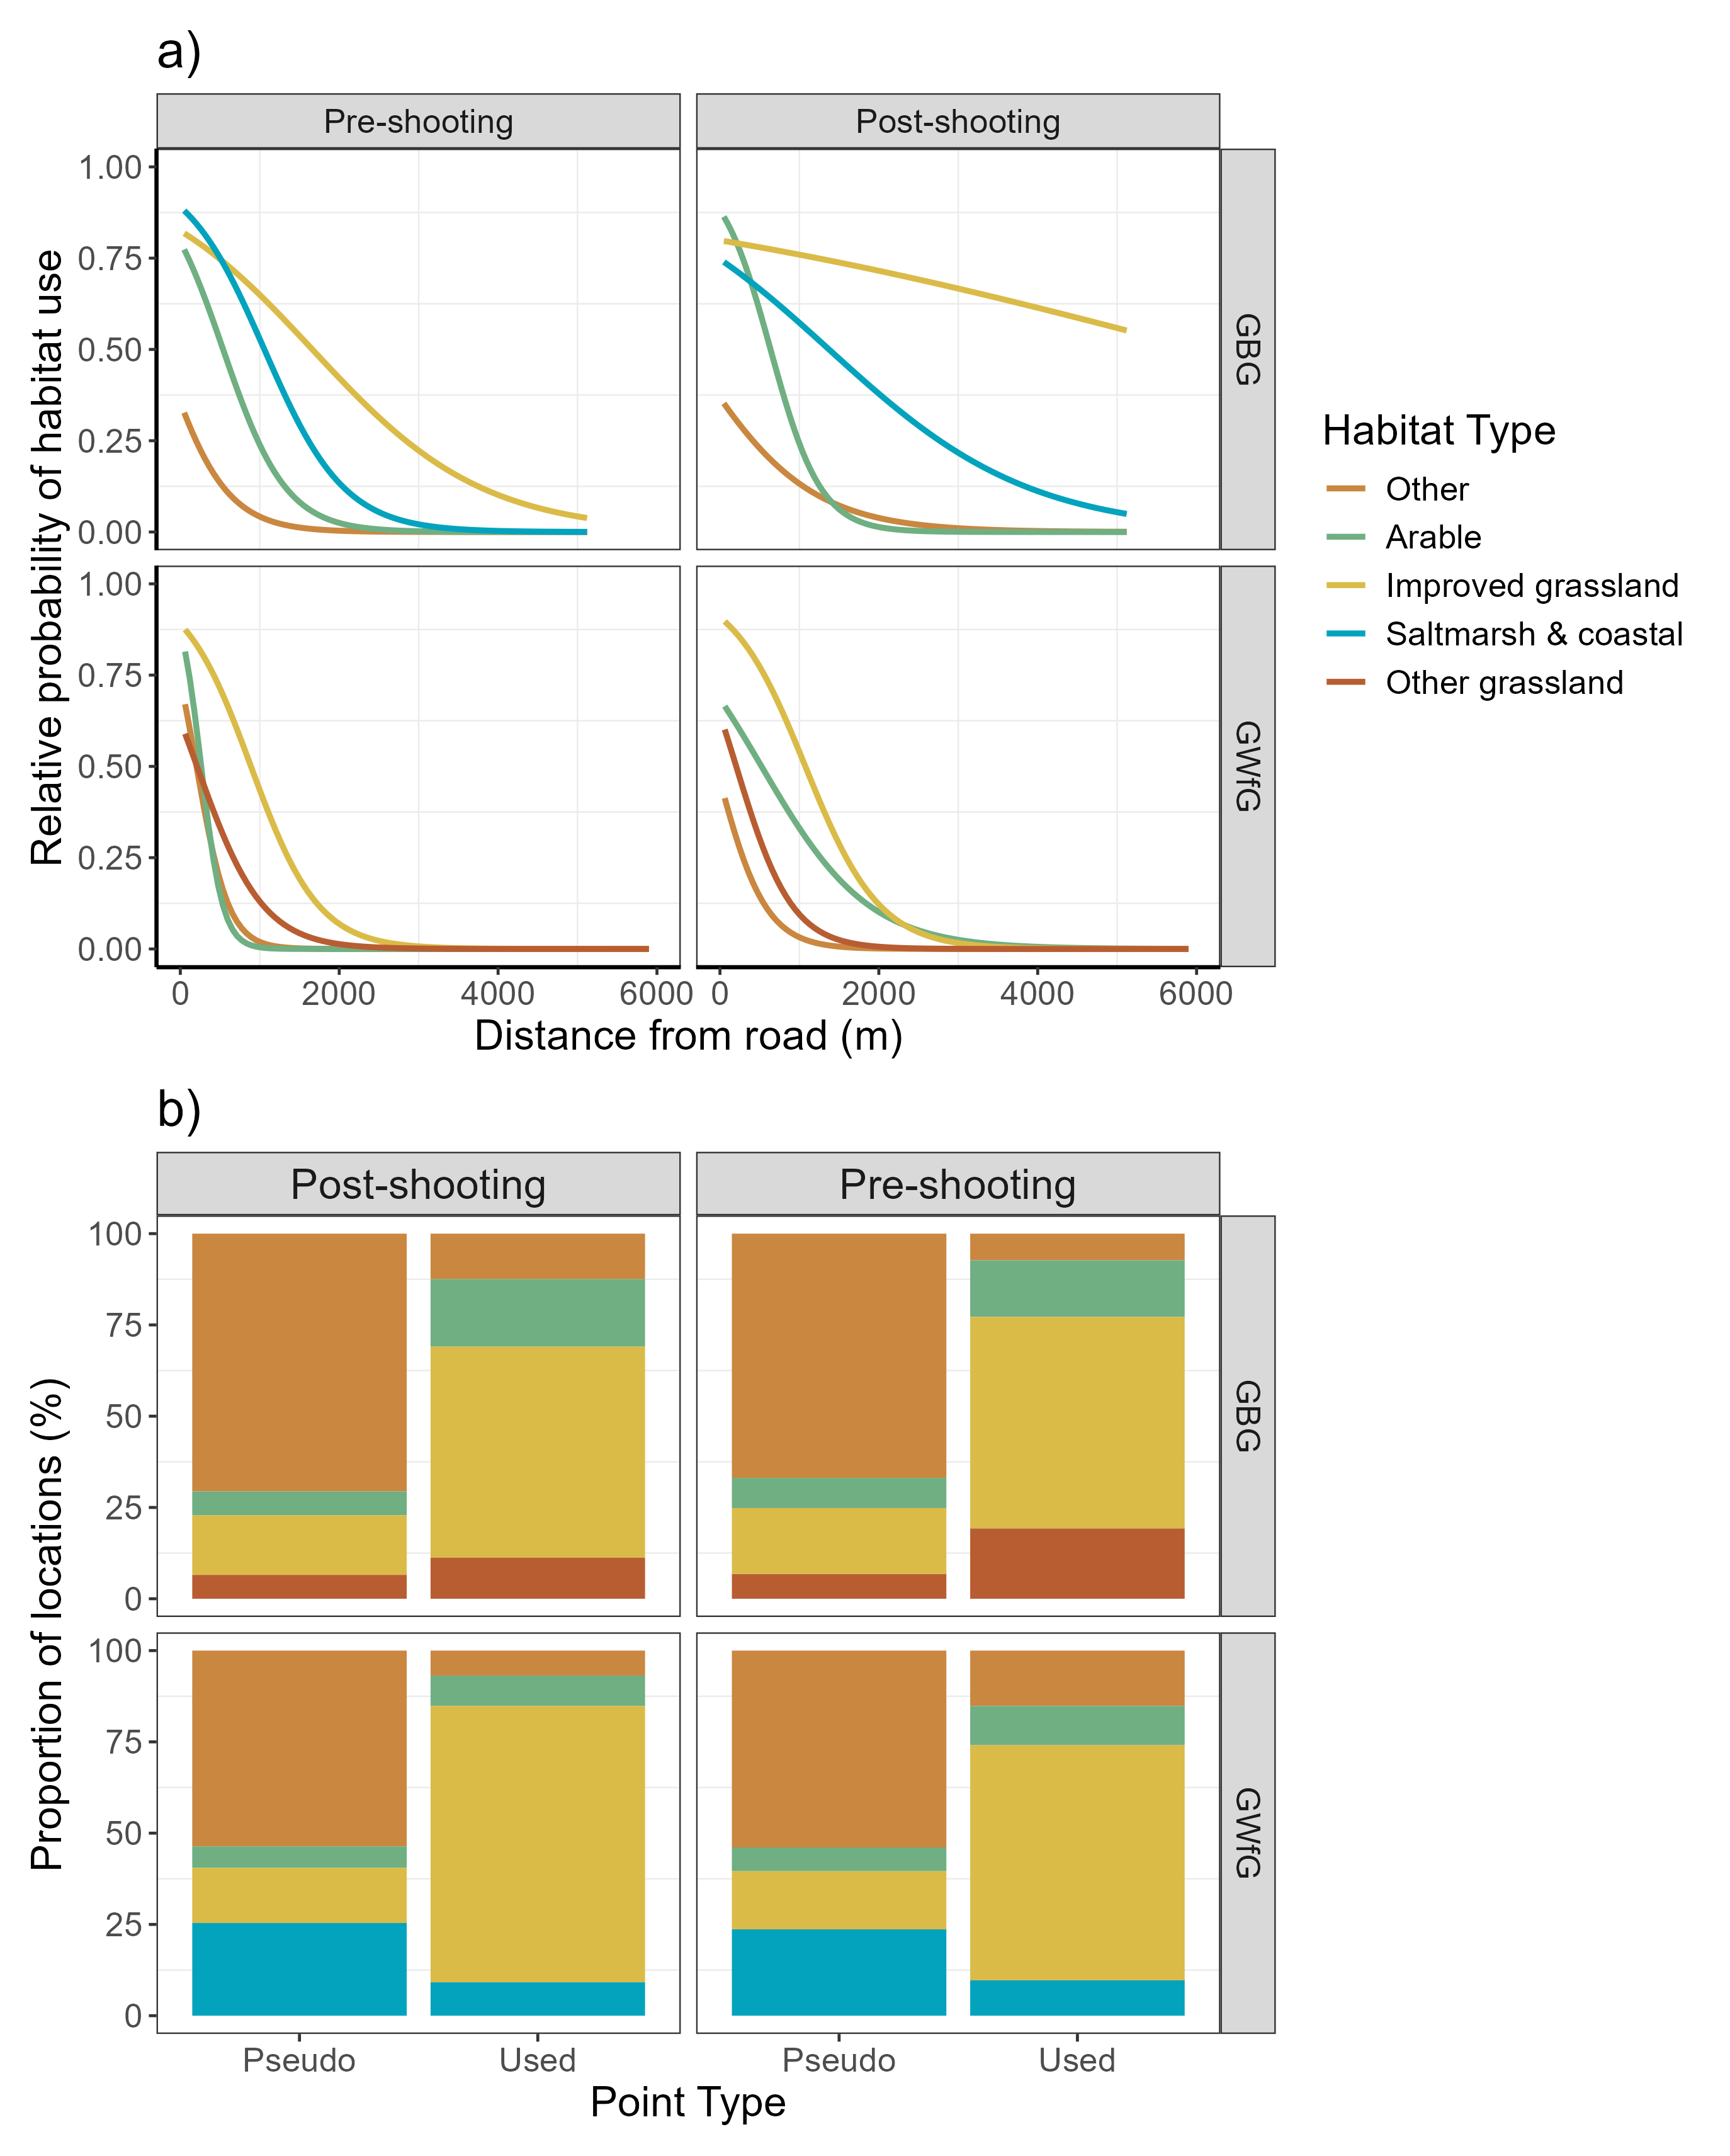 a)
Pre-shooting
Post-shooting
Relative probability of habitat use
1.00
0.75
0.50
0.25
0.00
GBG
1.00
0.75
0.50
0.25
0.00
GWfG
0 2000 4000 6000
0 2000 4000 6000
Distance from road (m)
Habitat Type
Other
Arable
Improved grassland
Saltmarsh & coastal
Other grassland
b)
Post-shooting
Pre-shooting
Proportion of locations (%)
100
75
50
25
0
GBG
100
75
50
25
0
GWfG
Pseudo Used
Pseudo Used
Point Type